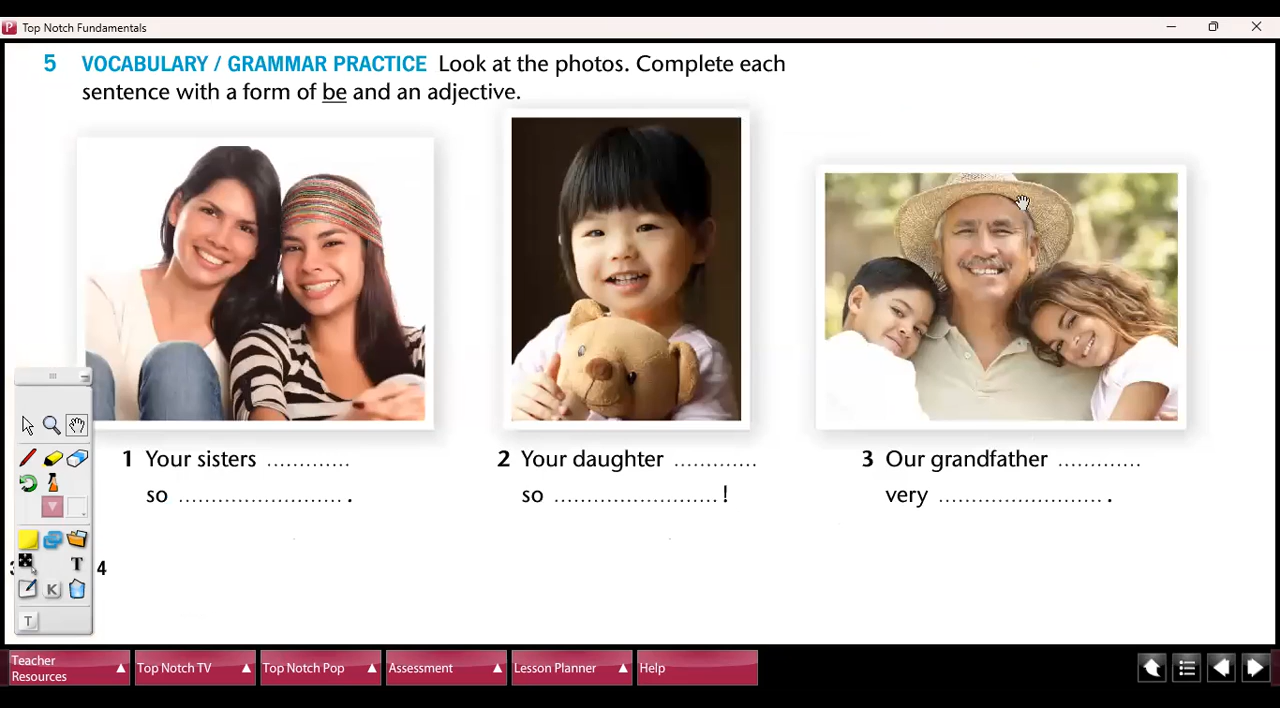 Top Notch Fundamentals
5 VOCABULARY / GRAMMAR PRACTICE Look at the photos. Complete each
sentence with a form of be and an adjective.
1 Your sisters .............
so ......................... .
2 Your daughter .............
so ......................... !
3 Our grandfather .............
very ......................... .
3
4
T
K
T
Teacher
Resources
Top Notch TV
Top Notch Pop
Assessment
Lesson Planner
Help